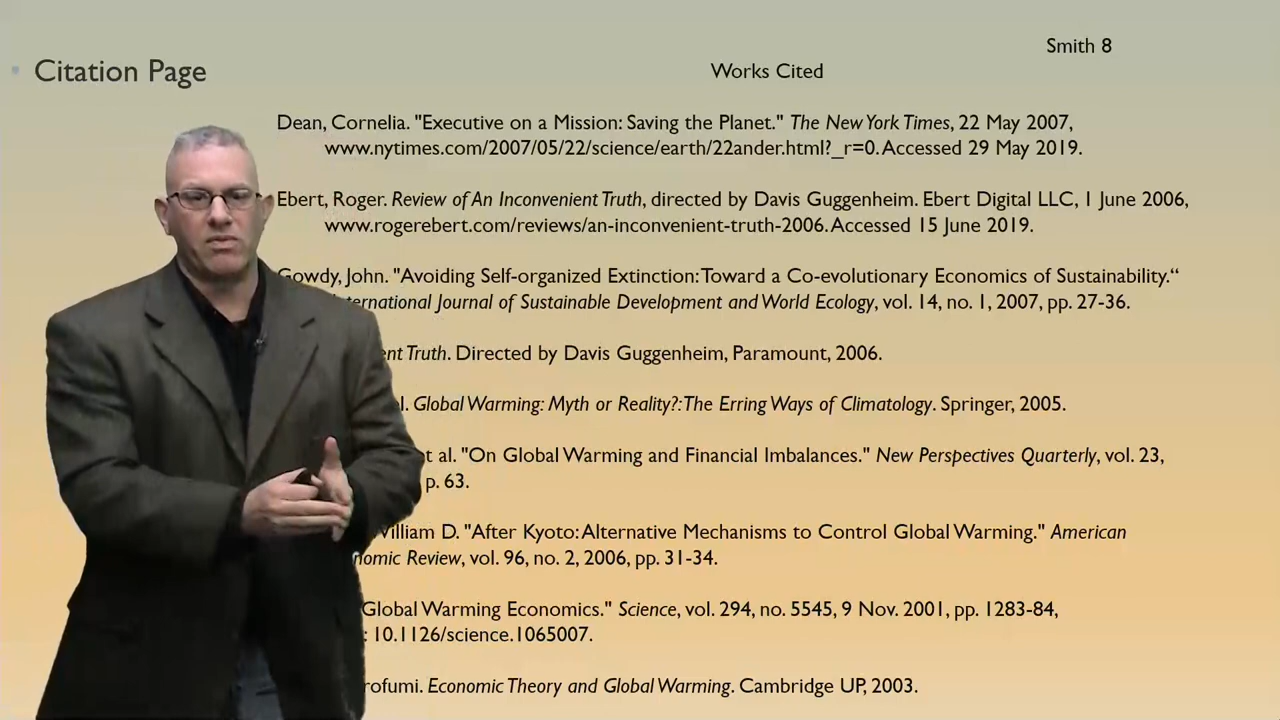 Smith 8
Citation Page
Works Cited
Dean, Cornelia. "Executive on a Mission: Saving the Planet." The New York Times, 22 May 2007,
www.nytimes.com/2007/05/22/science/earth/22ander.html?_r=0. Accessed 29 May 2019.
Ebert, Roger. Review of An Inconvenient Truth, directed by Davis Guggenheim. Ebert Digital LLC, 1 June 2006,
www.rogerebert.com/reviews/an-inconvenient-truth-2006. Accessed 15 June 2019.
Gowdy, John. "Avoiding Self-organized Extinction: Toward a Co-evolutionary Economics of Sustainability.“
International Journal of Sustainable Development and World Ecology, vol. 14, no. 1, 2007, pp. 27-36.
Truth. Directed by Davis Guggenheim, Paramount, 2006.
Global Warming: Myth or Reality?: The Erring Ways of Climatology. Springer, 2005.
et al. "On Global Warming and Financial Imbalances." New Perspectives Quarterly, vol. 23,
p. 63.
William D. "After Kyoto: Alternative Mechanisms to Control Global Warming." American
Review, vol. 96, no. 2, 2006, pp. 31-34.
Global Warming Economics." Science, vol. 294, no. 5545, 9 Nov. 2001, pp. 1283-84,
10.1126/science.1065007.
Economic Theory and Global Warming. Cambridge UP, 2003.